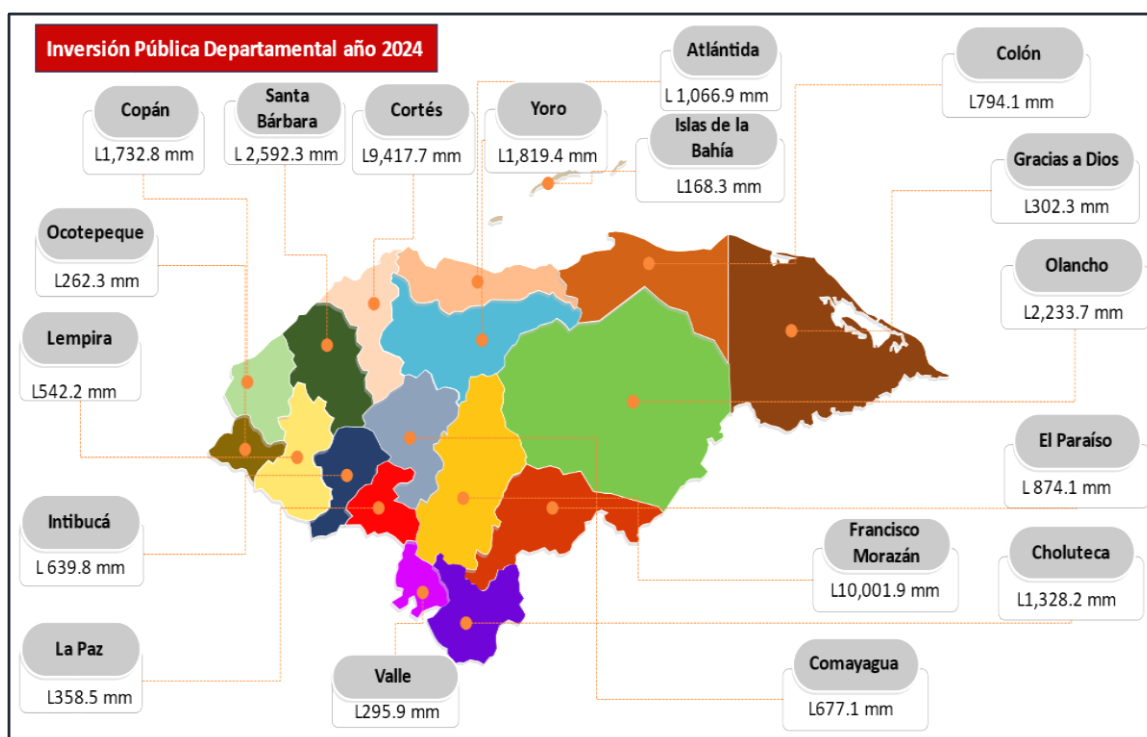 Inversión Pública Departamental año 2024
Atlántida
L 1,066.9 mm
Colón
L794.1 mm
Copán
L1,732.8 mm
Santa
Bárbara
L 2,592.3 mm
Cortés
L9,417.7 mm
Yoro
L1,819.4 mm
Islas de la
Bahía
L168.3 mm
Gracias a Dios
L302.3 mm
Ocotepeque
L262.3 mm
Olancho
L2,233.7 mm
Lempira
L542.2 mm
El Paraíso
L 874.1 mm
Intibucá
L 639.8 mm
Francisco
Morazán
L10,001.9 mm
Choluteca
L1,328.2 mm
La Paz
L358.5 mm
Valle
L295.9 mm
Comayagua
L677.1 mm